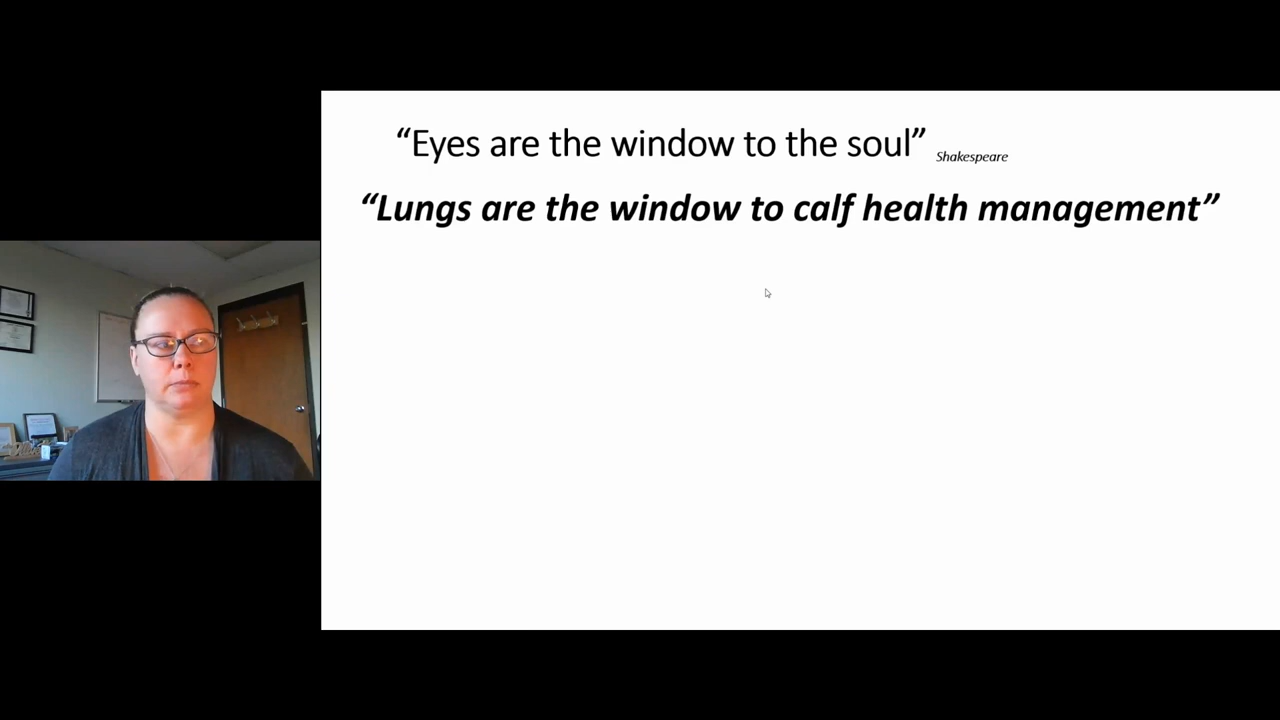 “Eyes are the window to the soul” Shakespeare
“Lungs are the window to calf health management”